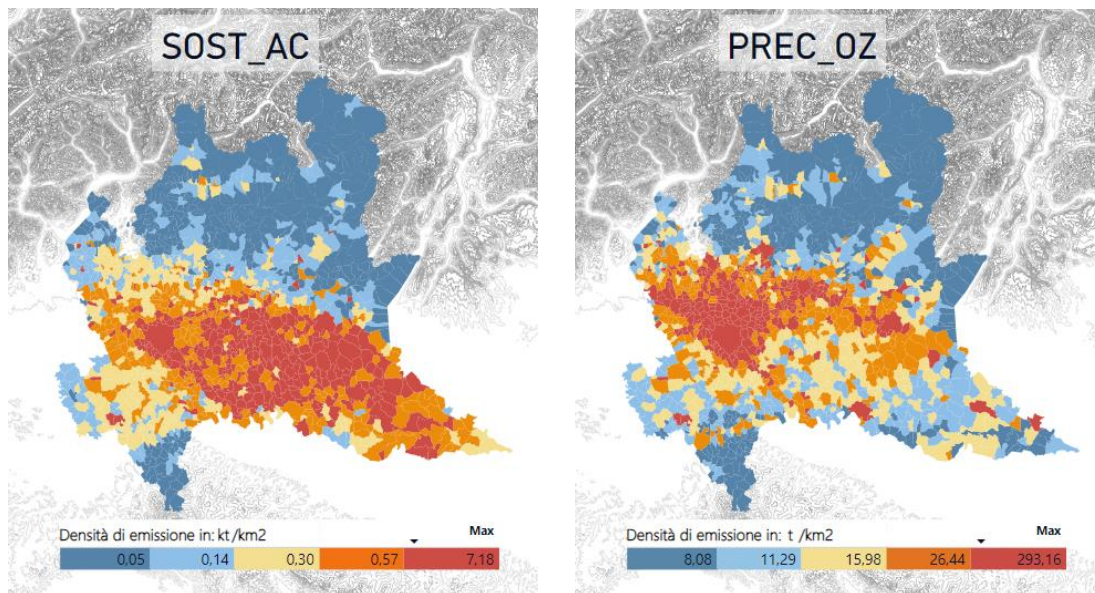 SOST_AC
Densità di emissione in: kt/km2 Max
0,05 0,14 0,30 0,57 7,18
PREC_OZ
Densità di emissione in: t /km2 Max
8,08 11,29 15,98 26,44 293,16